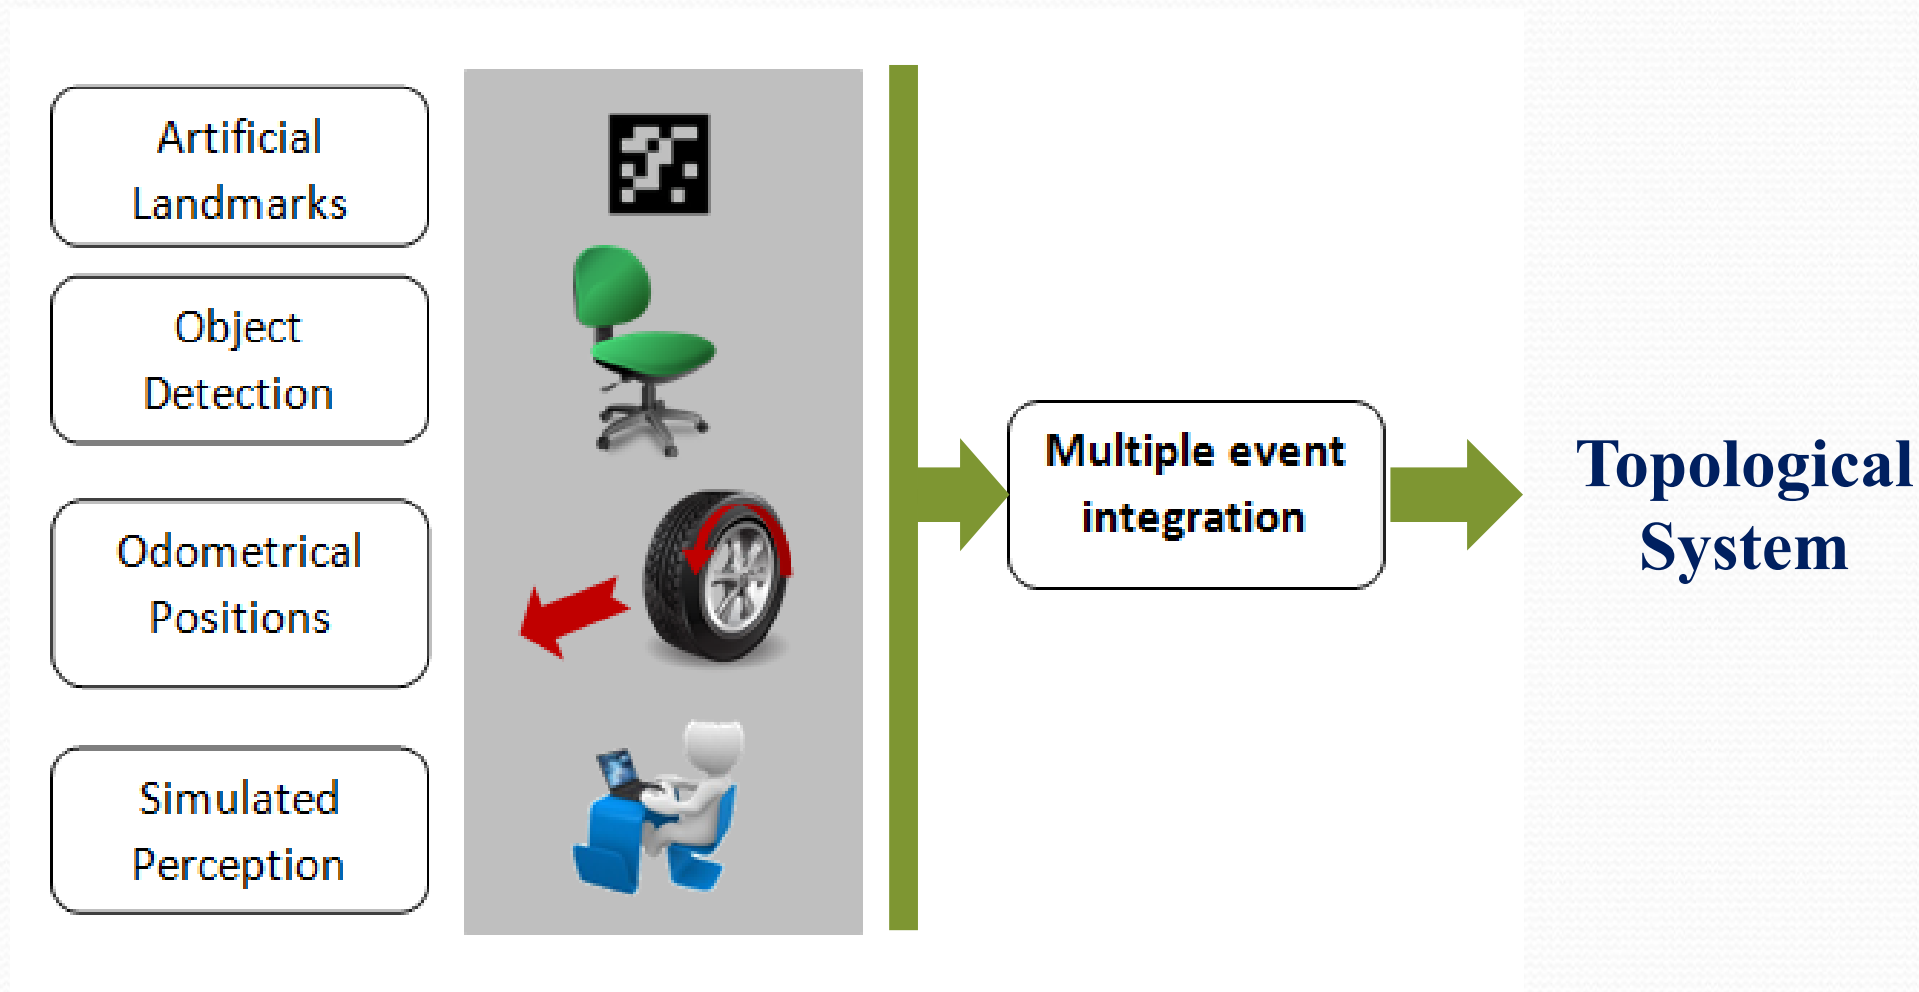 Artificial
Landmarks
Object
Detection
Odometrical
Positions
Simulated
Perception
Multiple event
integration
Topological
System